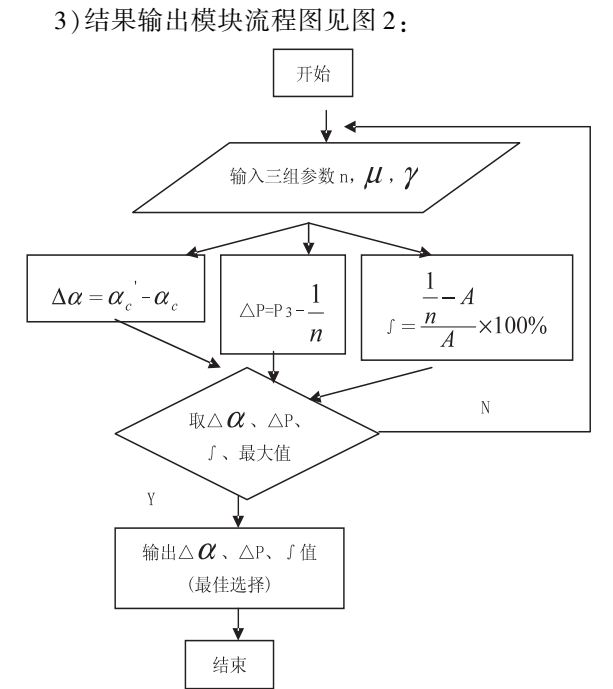 3)结果输出模块流程图见图2:
开始
输入三组参数 n, μ, γ
Δα = α_c' - α_c
△P=P₃-1/n
∫ = (1/n - A)/A ×100%
取△α、△P、
∫、最大值
N
Y
输出△α、△P、∫值
(最佳选择)
结束